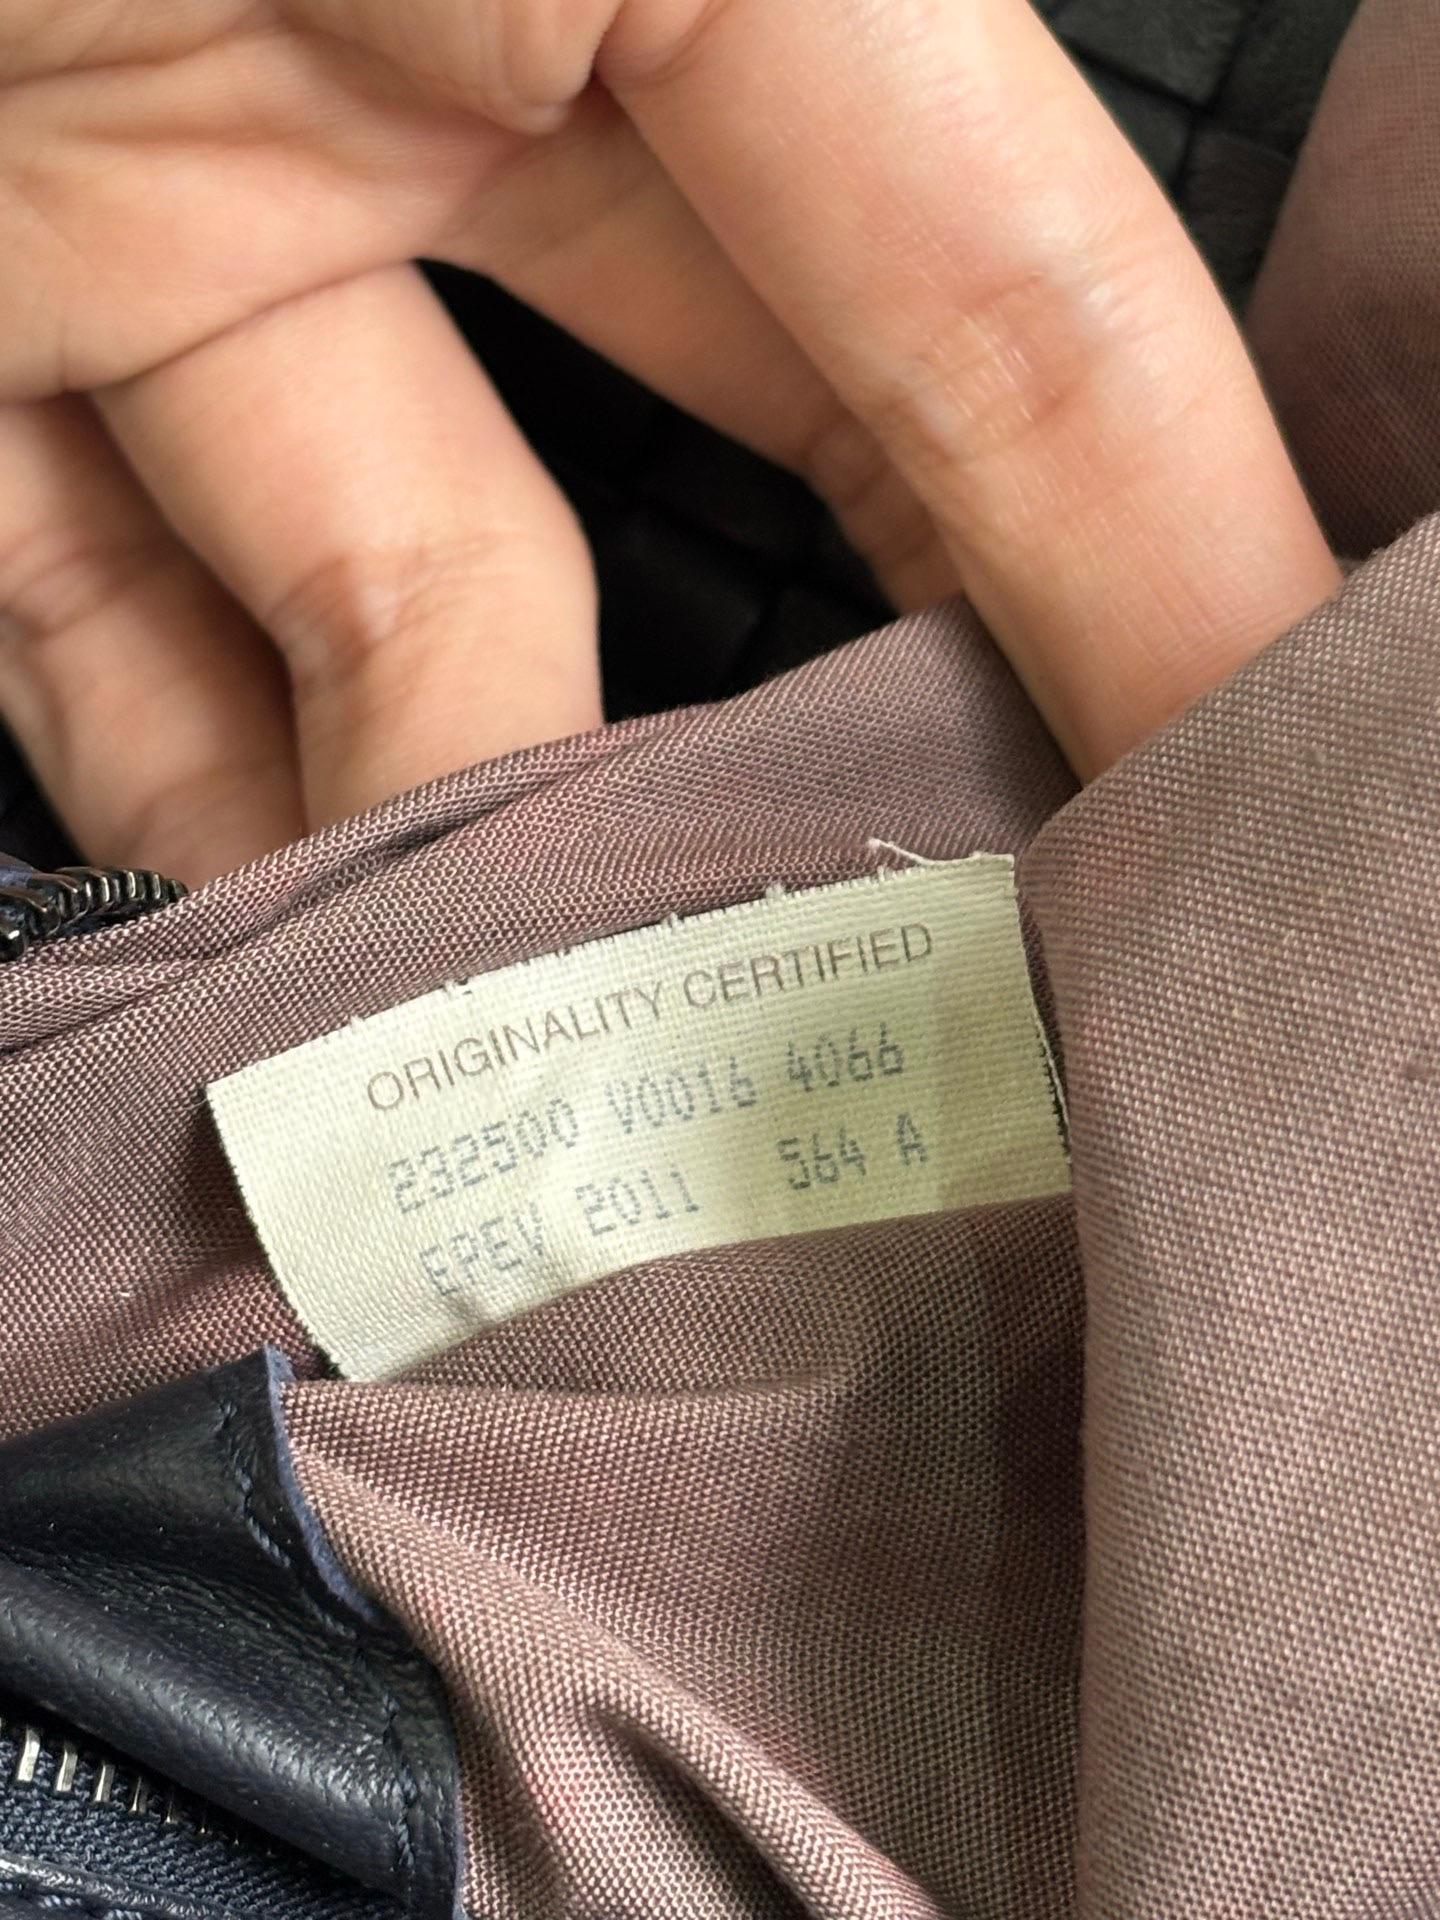 ORIGINALITY CERTIFIED
232500 V0016 4066
EPEV 2011 564 A